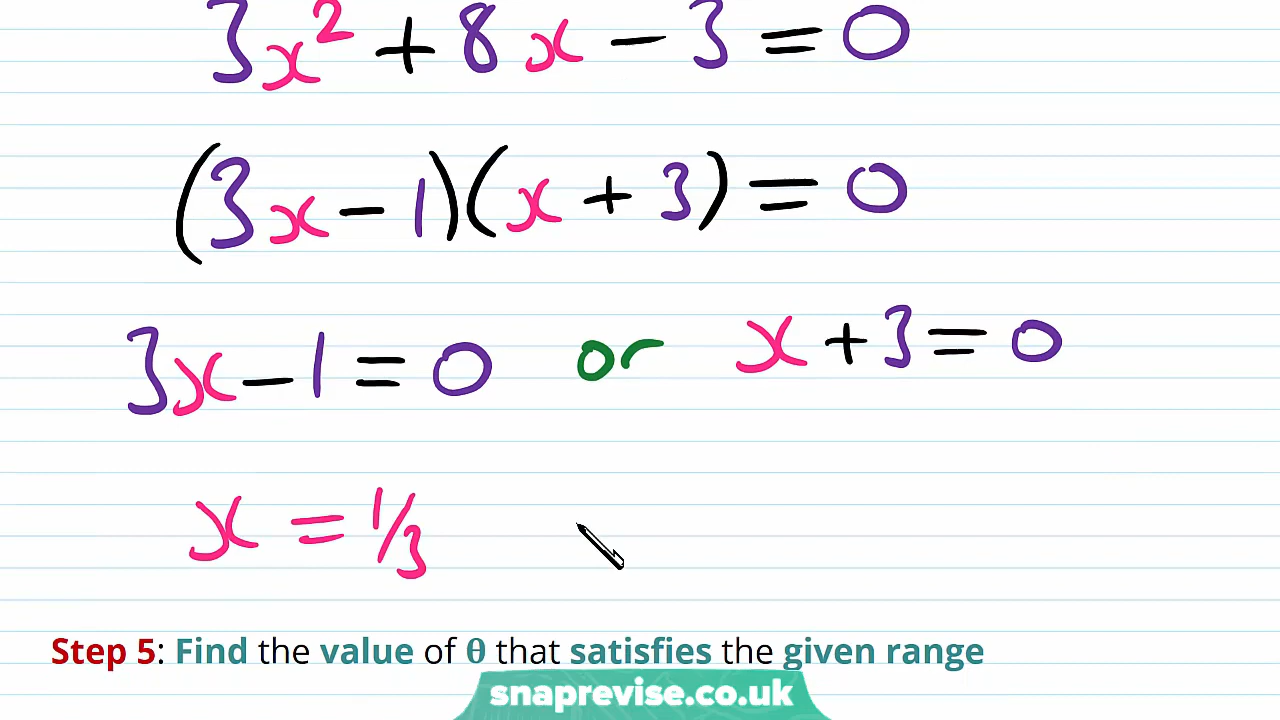 3x² + 8x − 3 = 0
(3x − 1)(x + 3) = 0
3x − 1 = 0 or x + 3 = 0
x = 1/3
Step 5: Find the value of θ that satisfies the given range
snaprevise.co.uk